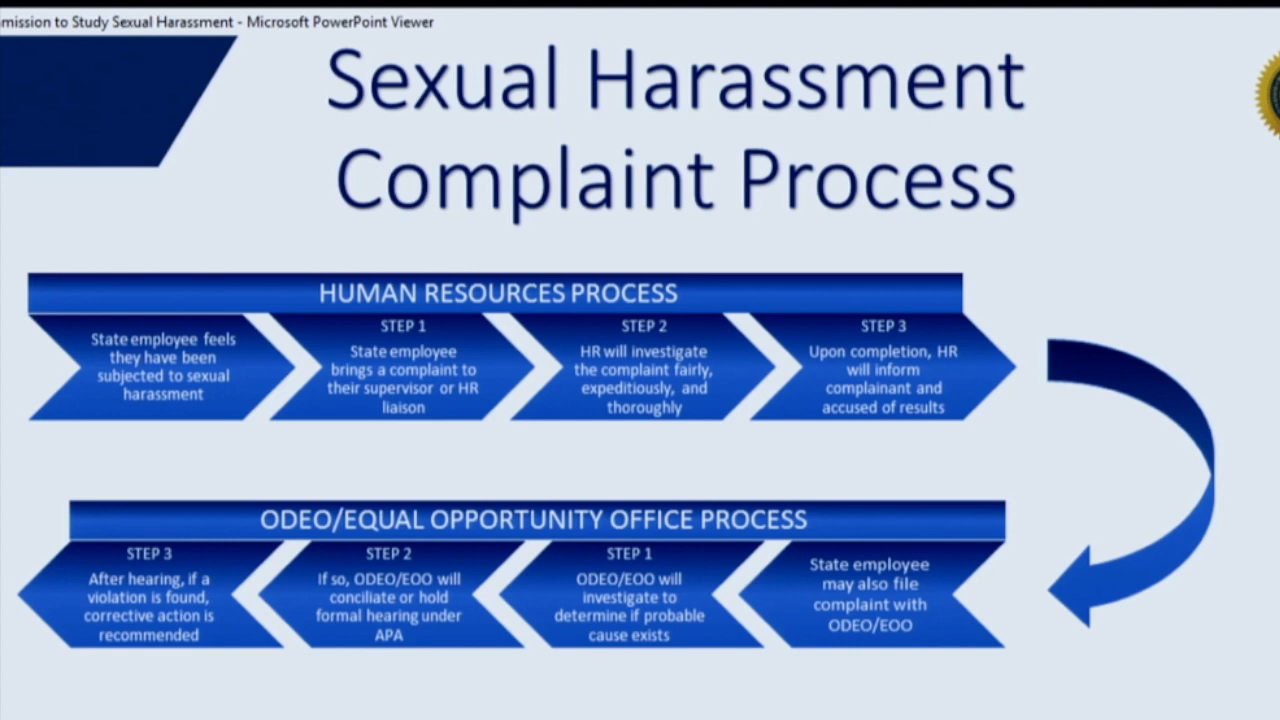 mission to Study Sexual Harassment - Microsoft PowerPoint Viewer
Sexual Harassment
Complaint Process
HUMAN RESOURCES PROCESS
State employee feels
they have been
subjected to sexual
harassment
STEP 1
State employee
brings a complaint to
their supervisor or HR
liaison
STEP 2
HR will investigate
the complaint fairly,
expeditiously, and
thoroughly
STEP 3
Upon completion, HR
will inform
complainant and
accused of results
ODEO/EQUAL OPPORTUNITY OFFICE PROCESS
State employee
may also file
complaint with
ODEO/EOO
STEP 1
ODEO/EOO will
investigate to
determine if probable
cause exists
STEP 2
If so, ODEO/EOO will
conciliate or hold
formal hearing under
APA
STEP 3
After hearing, if a
violation is found,
corrective action is
recommended